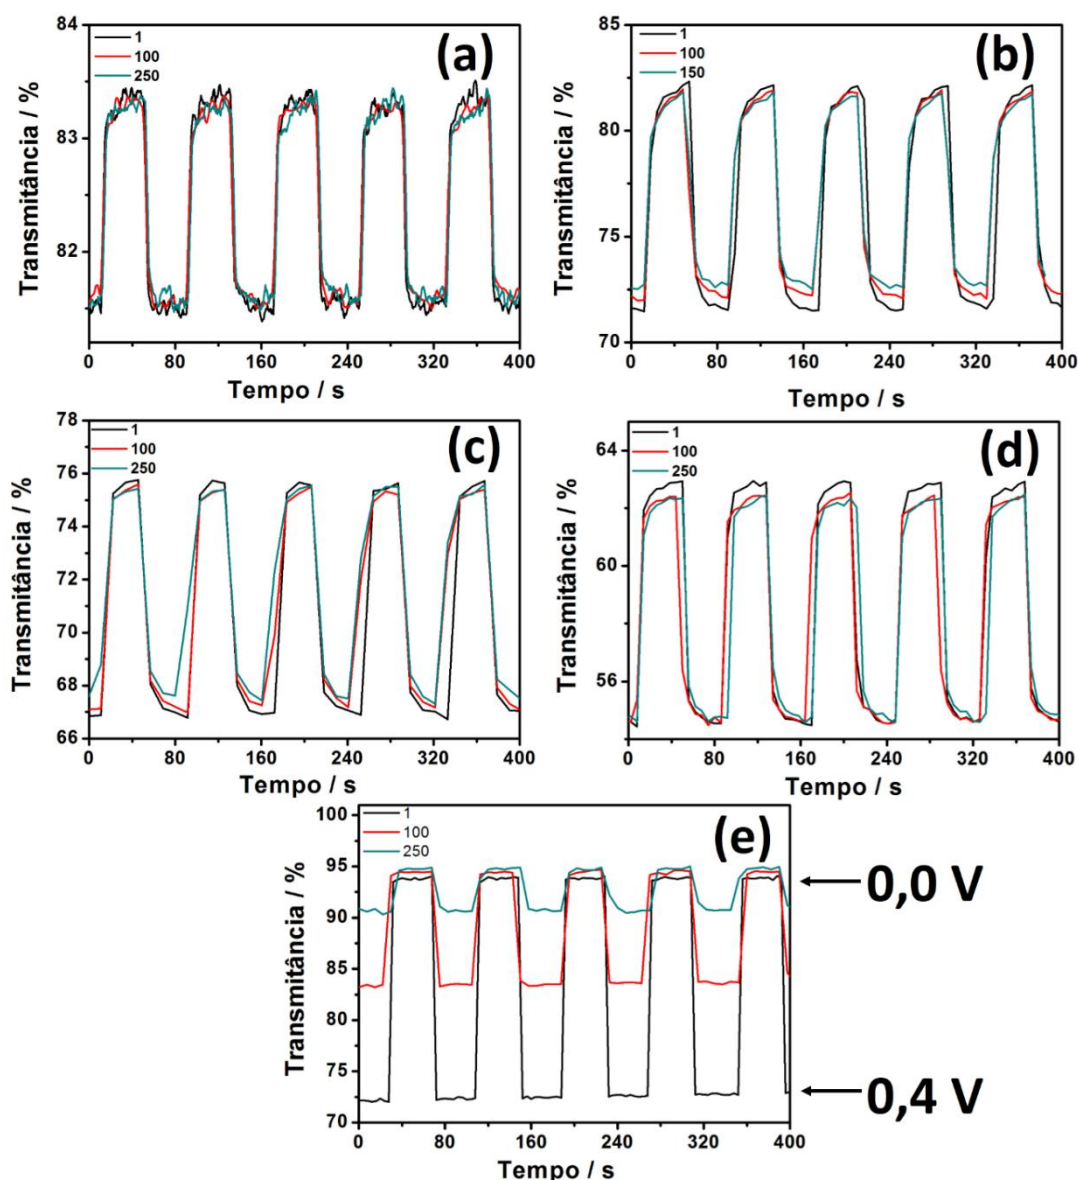 (a)
1
100
250
84
83
82
Transmitância / %
0 80 160 240 320 400
Tempo / s
(b)
1
100
150
85
80
75
70
Transmitância / %
0 80 160 240 320 400
Tempo / s
(c)
1
100
250
78
76
74
72
70
68
66
Transmitância / %
0 80 160 240 320 400
Tempo / s
(d)
1
100
250
64
60
56
Transmitância / %
0 80 160 240 320 400
Tempo / s
(e)
1
100
250
100
95
90
85
80
75
70
Transmitância / %
0 80 160 240 320 400
Tempo / s
0,0 V
0,4 V